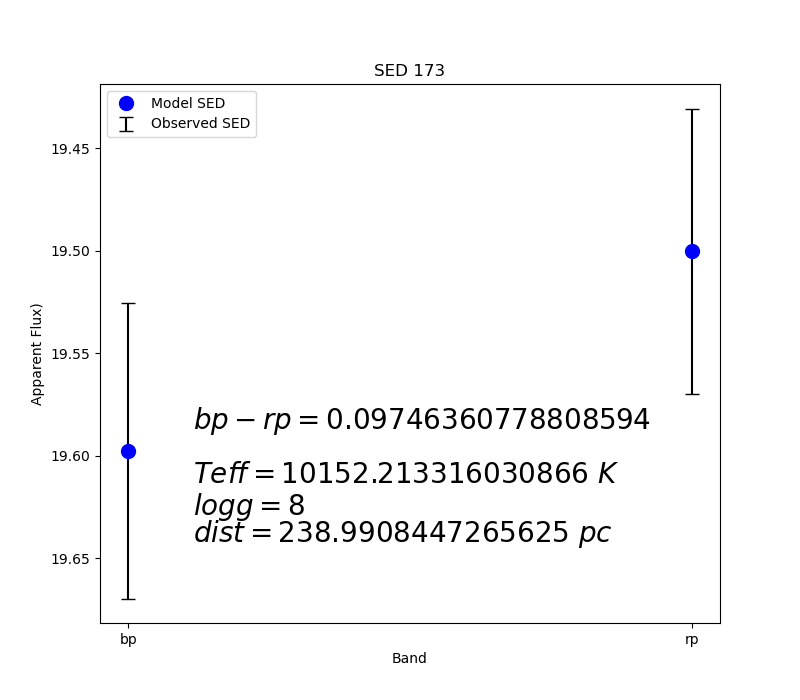 SED 173
Model SED
Observed SED
19.45
19.50
19.55
19.60
19.65
Apparent Flux)
bp − rp = 0.09746360778808594
Teff = 10152.213316030866 K
logg = 8
dist = 238.9908447265625 pc
bp
rp
Band